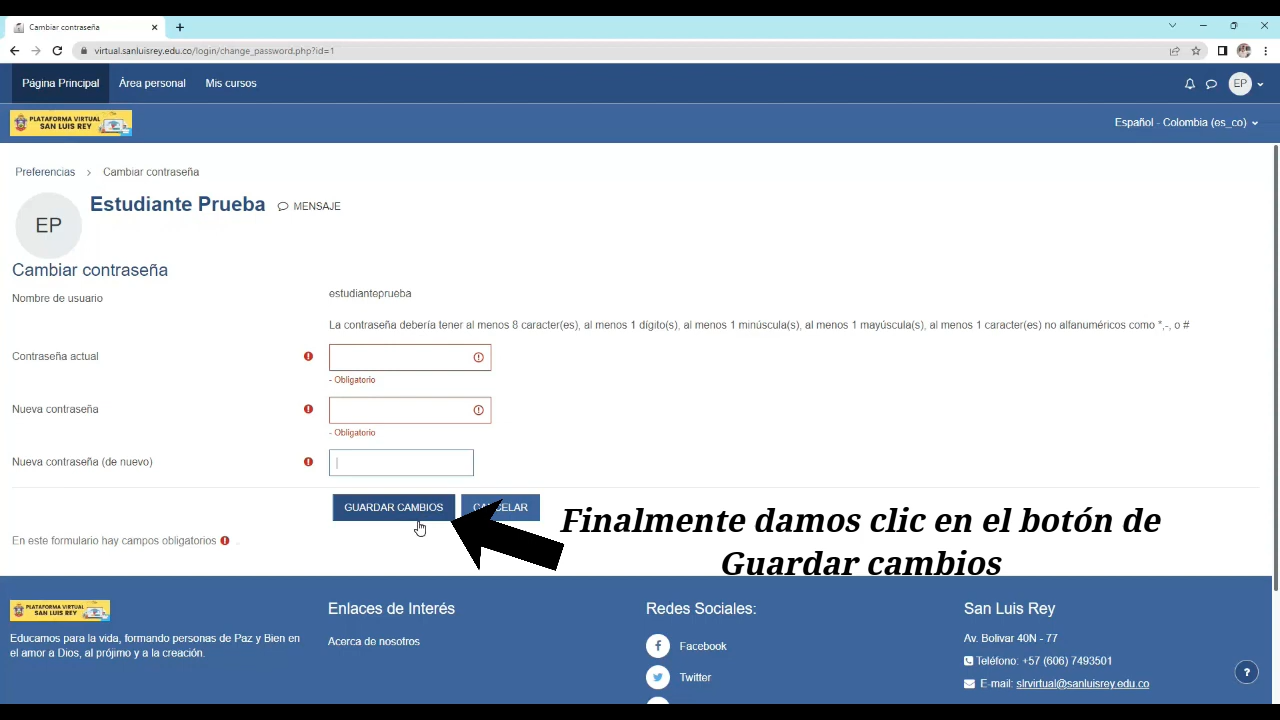 Cambiar contraseña
virtual.sanluisrey.edu.co/login/change_password.php?id=1
Página Principal Área personal Mis cursos
EP
PLATAFORMA VIRTUAL
SAN LUIS REY
Español - Colombia (es_co)
Preferencias > Cambiar contraseña
EP
Estudiante Prueba MENSAJE
Cambiar contraseña
Nombre de usuario estudianteprueba
La contraseña debería tener al menos 8 caracter(es), al menos 1 dígito(s), al menos 1 minúscula(s), al menos 1 mayúscula(s), al menos 1 caracter(es) no alfanuméricos como *,-, o #
Contraseña actual
- Obligatorio
Nueva contraseña
- Obligatorio
Nueva contraseña (de nuevo)
GUARDAR CAMBIOS
Finalmente damos clic en el botón de
Guardar cambios
En este formulario hay campos obligatorios
PLATAFORMA VIRTUAL
SAN LUIS REY
Educamos para la vida, formando personas de Paz y Bien en
el amor a Dios, al prójimo y a la creación.
Enlaces de Interés
Acerca de nosotros
Redes Sociales:
Facebook
Twitter
San Luis Rey
Av. Bolivar 40N - 77
Teléfono: +57 (606) 7493501
E-mail: slrvirtual@sanluisrey.edu.co
?